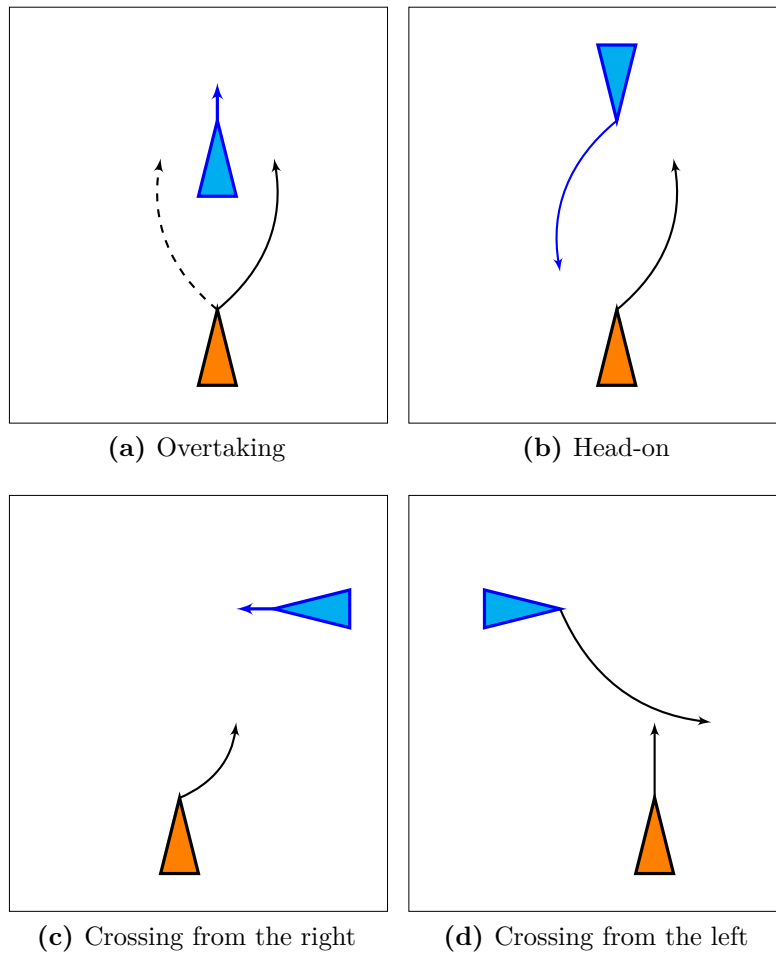 (a) Overtaking
(b) Head-on
(c) Crossing from the right
(d) Crossing from the left